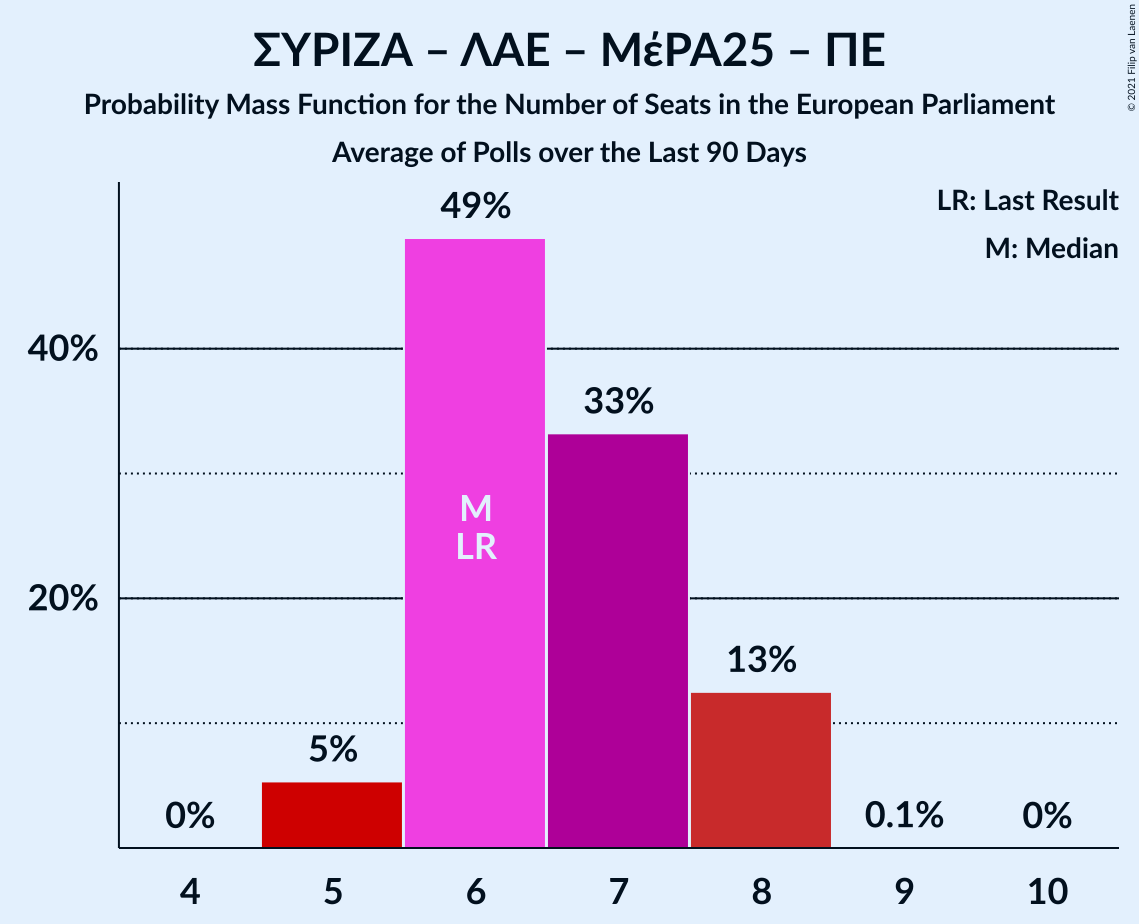 ΣΥΡΙΖΑ – ΛΑΕ – ΜέΡΑ25 – ΠΕ
Probability Mass Function for the Number of Seats in the European Parliament
Average of Polls over the Last 90 Days
© 2021 Filip van Laenen
LR: Last Result
M: Median
49%
40%
33%
M
LR
20%
13%
5%
0%
0.1%
0%
4 5 6 7 8 9 10